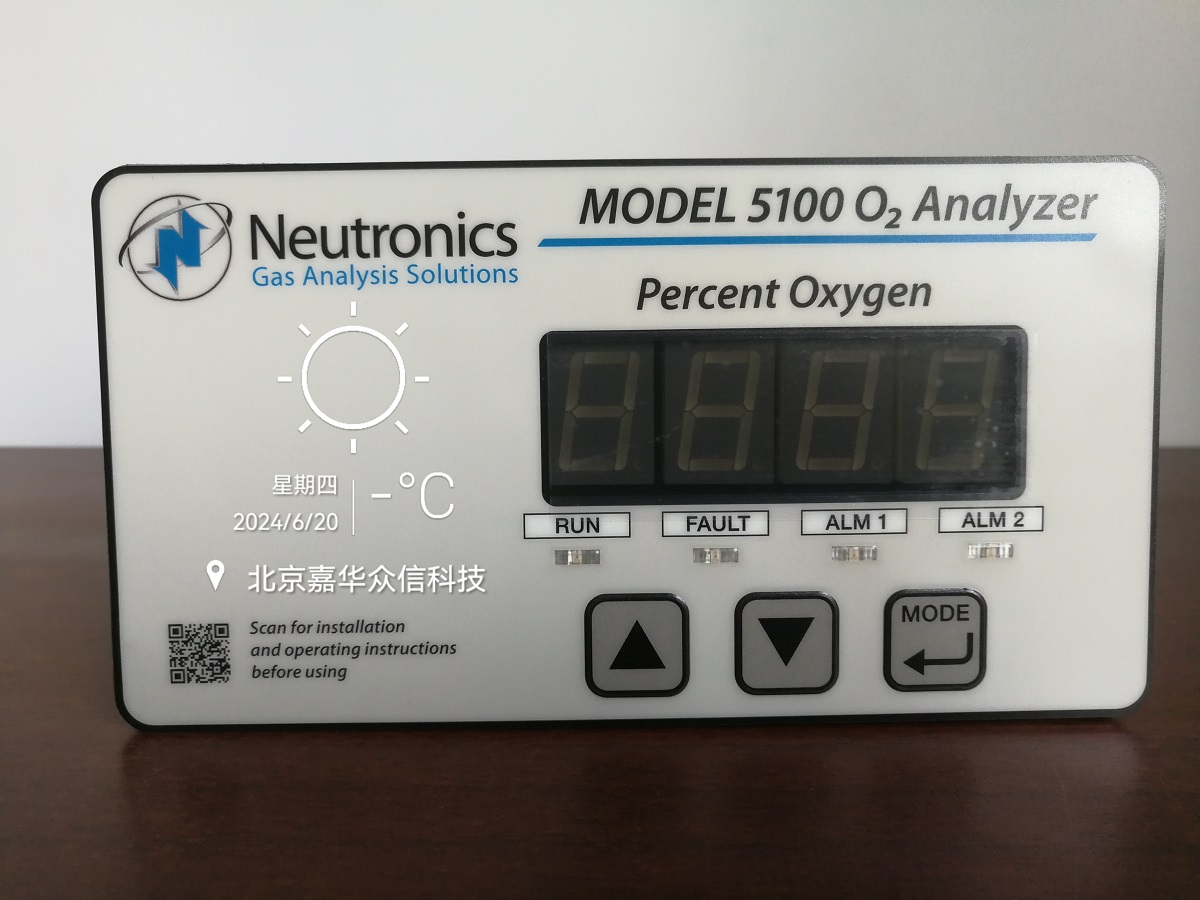 Neutronics
Gas Analysis Solutions
MODEL 5100 O₂ Analyzer
Percent Oxygen
星期四
2024/6/20
-°C
北京嘉华众信科技
RUN
FAULT
ALM 1
ALM 2
MODE
Scan for installation
and operating instructions
before using